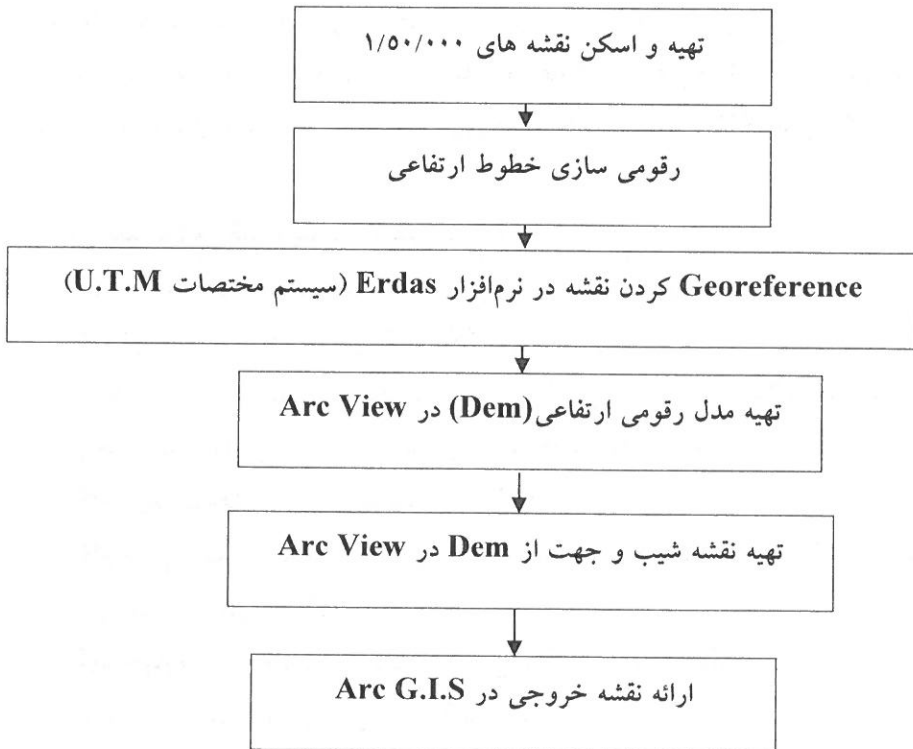 تهیه و اسکن نقشه های ۱/۵۰/۰۰۰
رقومی سازی خطوط ارتفاعی
Georeference کردن نقشه در نرم‌افزار Erdas (سیستم مختصات U.T.M)
تهیه مدل رقومی ارتفاعی(Dem) در Arc View
تهیه نقشه شیب و جهت از Dem در Arc View
ارائه نقشه خروجی در Arc G.I.S